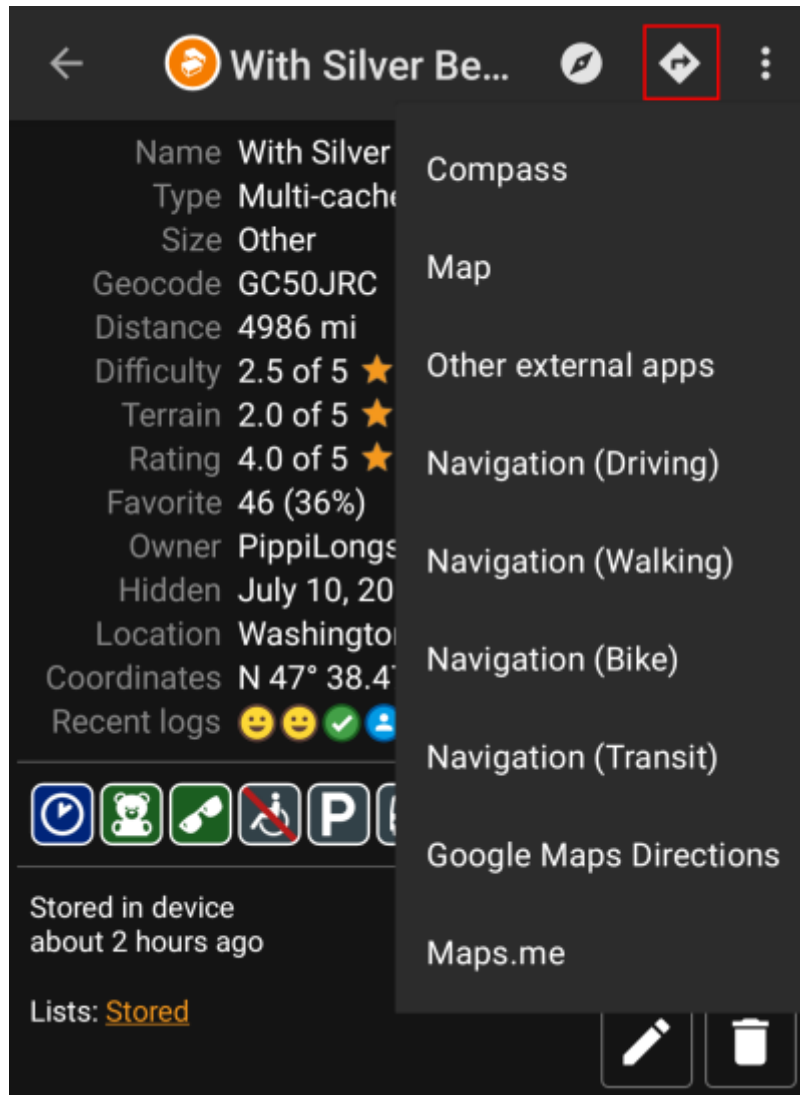 With Silver Be...
Name With Silver
Type Multi-cache
Size Other
Geocode GC50JRC
Distance 4986 mi
Difficulty 2.5 of 5
Terrain 2.0 of 5
Rating 4.0 of 5
Favorite 46 (36%)
Owner PippiLongs
Hidden July 10, 20
Location Washington
Coordinates N 47° 38.47
Recent logs
P
Stored in device
about 2 hours ago
Lists: Stored
Compass
Map
Other external apps
Navigation (Driving)
Navigation (Walking)
Navigation (Bike)
Navigation (Transit)
Google Maps Directions
Maps.me